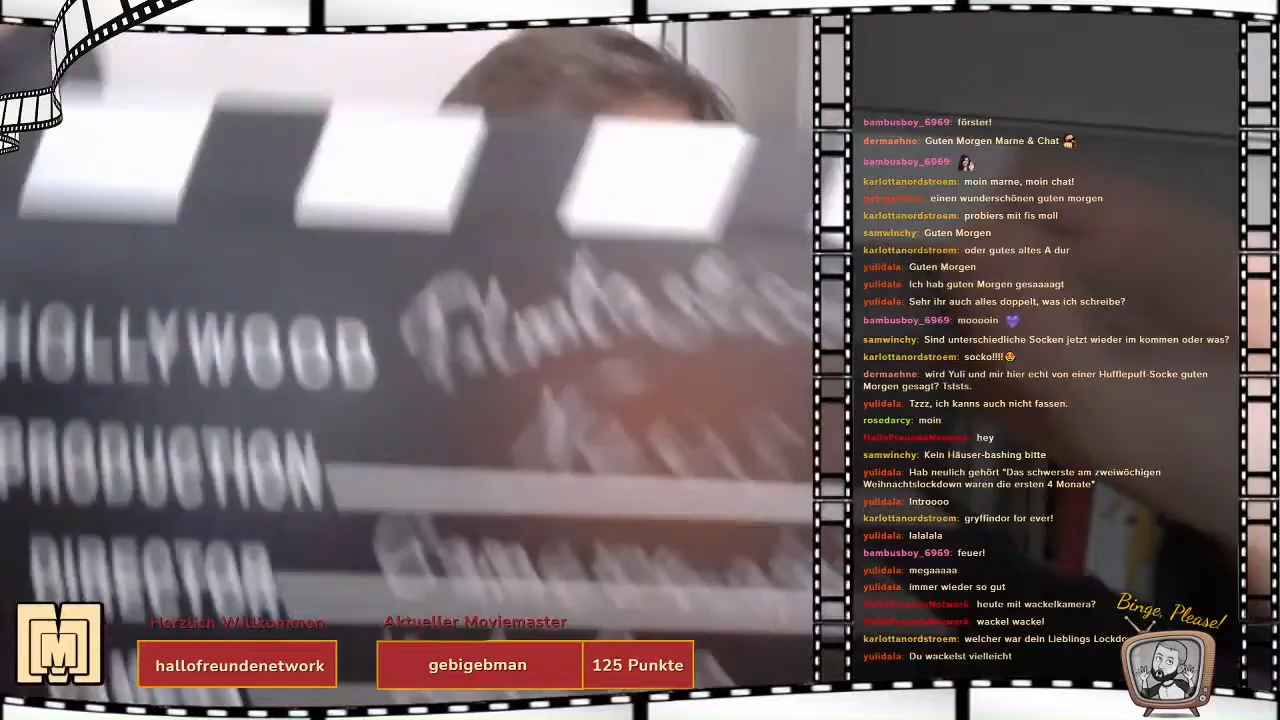 HOLLYWOOD
PRODUCTION
DIRECTOR
bambusboy_6969: förster!
dermaehne: Guten Morgen Marne & Chat
bambusboy_6969:
karlottanordstroem: moin marne, moin chat!
einen wunderschönen guten morgen
karlottanordstroem: probiers mit fis moll
samwinchy: Guten Morgen
karlottanordstroem: oder gutes altes A dur
yulidala: Guten Morgen
yulidala: Ich hab guten Morgen gesaaaagt
yulidala: Sehr ihr auch alles doppelt, was ich schreibe?
bambusboy_6969: mooooin 💜
samwinchy: Sind unterschiedliche Socken jetzt wieder im kommen oder was?
karlottanordstroem: socko!!!!😍
dermaehne: wird Yuli und mir hier echt von einer Hufflepuff-Socke guten
Morgen gesagt? Tststs.
yulidala: Tzzz, ich kanns auch nicht fassen.
rosedarcy: moin
HalloFreundeNetwork: hey
samwinchy: Kein Häuser-bashing bitte
yulidala: Hab neulich gehört "Das schwerste am zweiwöchigen
Weihnachtslockdown waren die ersten 4 Monate"
yulidala: Introooo
karlottanordstroem: gryffindor for ever!
yulidala: lalalala
bambusboy_6969: feuer!
yulidala: megaaaaa
yulidala: immer wieder so gut
HalloFreundeNetwork: heute mit wackelkamera?
HalloFreundeNetwork: wackel wackel
karlottanordstroem: welcher war dein Lieblings Lockdo
yulidala: Du wackelst vielleicht
Binge, Please!
Herzlich Willkommen
hallofreundenetwork
Aktueller Moviemaster
gebigebman
125 Punkte